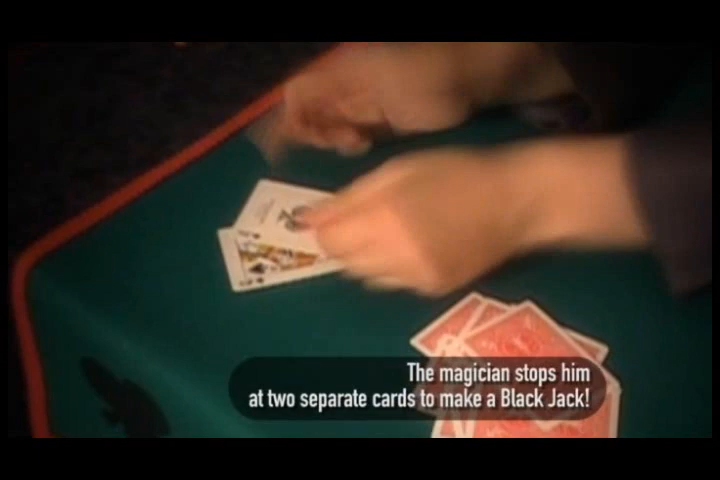 The magician stops him
at two separate cards to make a Black Jack!